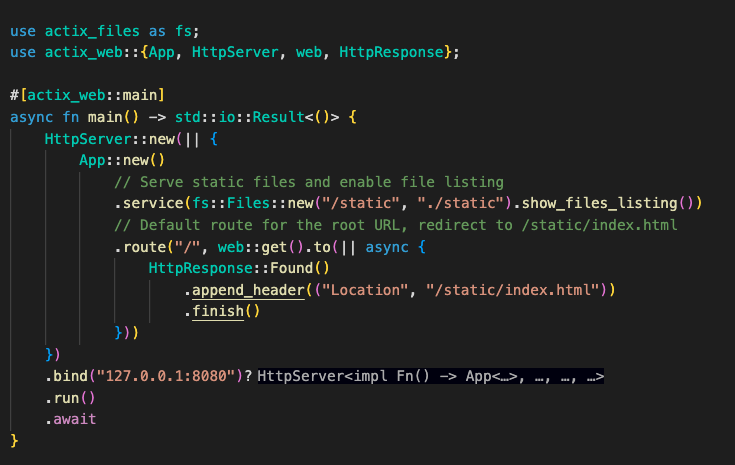 use actix_files as fs;
use actix_web::{App, HttpServer, web, HttpResponse};

#[actix_web::main]
async fn main() -> std::io::Result<()> {
    HttpServer::new(|| {
        App::new()
            // Serve static files and enable file listing
            .service(fs::Files::new("/static", "./static").show_files_listing())
            // Default route for the root URL, redirect to /static/index.html
            .route("/", web::get().to(|| async {
                HttpResponse::Found()
                    .append_header(("Location", "/static/index.html"))
                    .finish()
            }))
    })
    .bind("127.0.0.1:8080")? HttpServer<impl Fn() -> App<…>, …, …, …>
    .run()
    .await
}